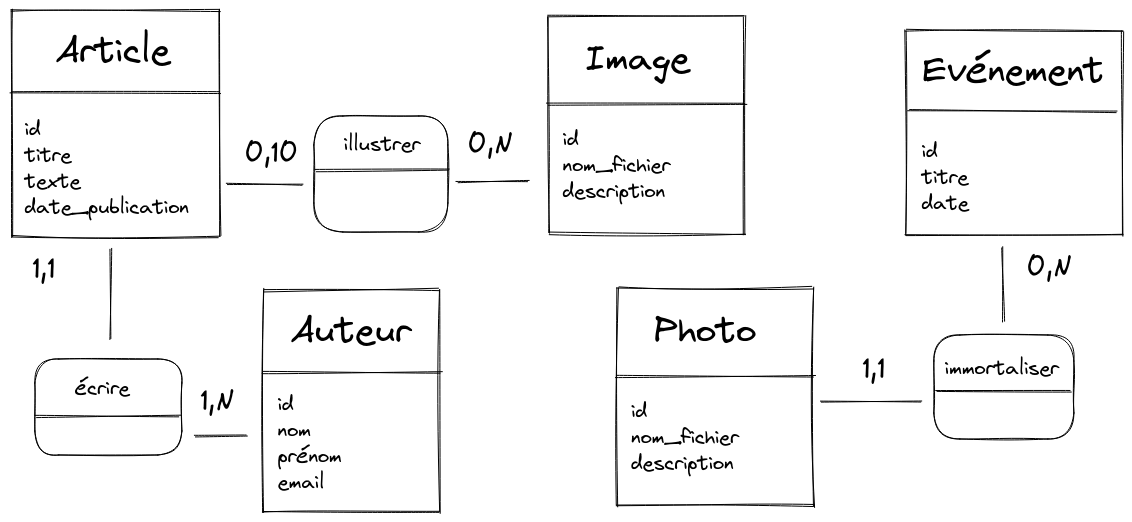 Article
id
titre
texte
date_publication
0,10
illustrer
0,N
Image
id
nom_fichier
description
Evénement
id
titre
date
1,1
écrire
1,N
Auteur
id
nom
prénom
email
Photo
id
nom_fichier
description
1,1
immortaliser
0,N